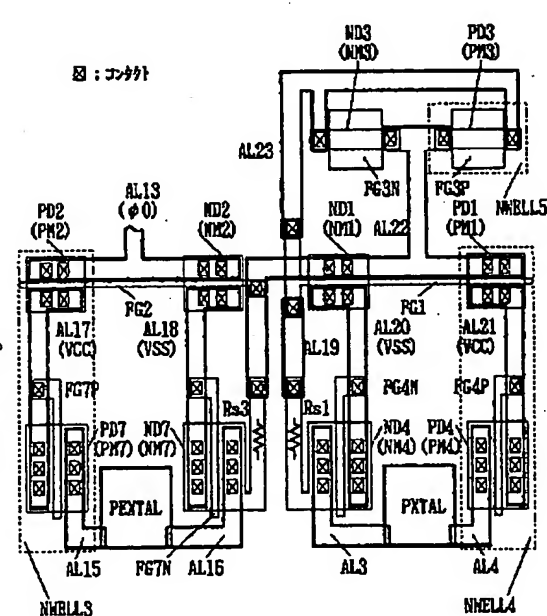 ND3
(NM3)
PD3
(PM3)
☒ : コンタクト
AL23
FG3N
FG3P
NWELL5
AL13
(φ0)
PD2
(PM2)
ND2
(NM2)
ND1
(NM1)
AL22
PD1
(PM1)
FG2
FG1
AL17
(VCC)
AL18
(VSS)
AL19
AL20
(VSS)
AL21
(VCC)
FG7P
Rs3
Rs1
FG4N
FG4P
PD7
(PM7)
ND7
(NM7)
ND4
(NM4)
PD4
(PM4)
PEXTAL
PXTAL
AL15
FG7N
AL16
AL3
AL4
NWELL3
NWELL4